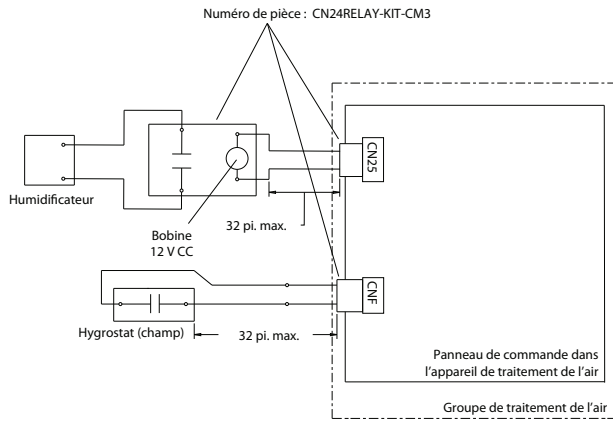 Numéro de pièce : CN24RELAY-KIT-CM3
CN25
Humidificateur
32 pi. max.
Bobine
12 V CC
CNF
Hygrostat (champ)
32 pi. max.
Panneau de commande dans
l'appareil de traitement de l'air
Groupe de traitement de l'air